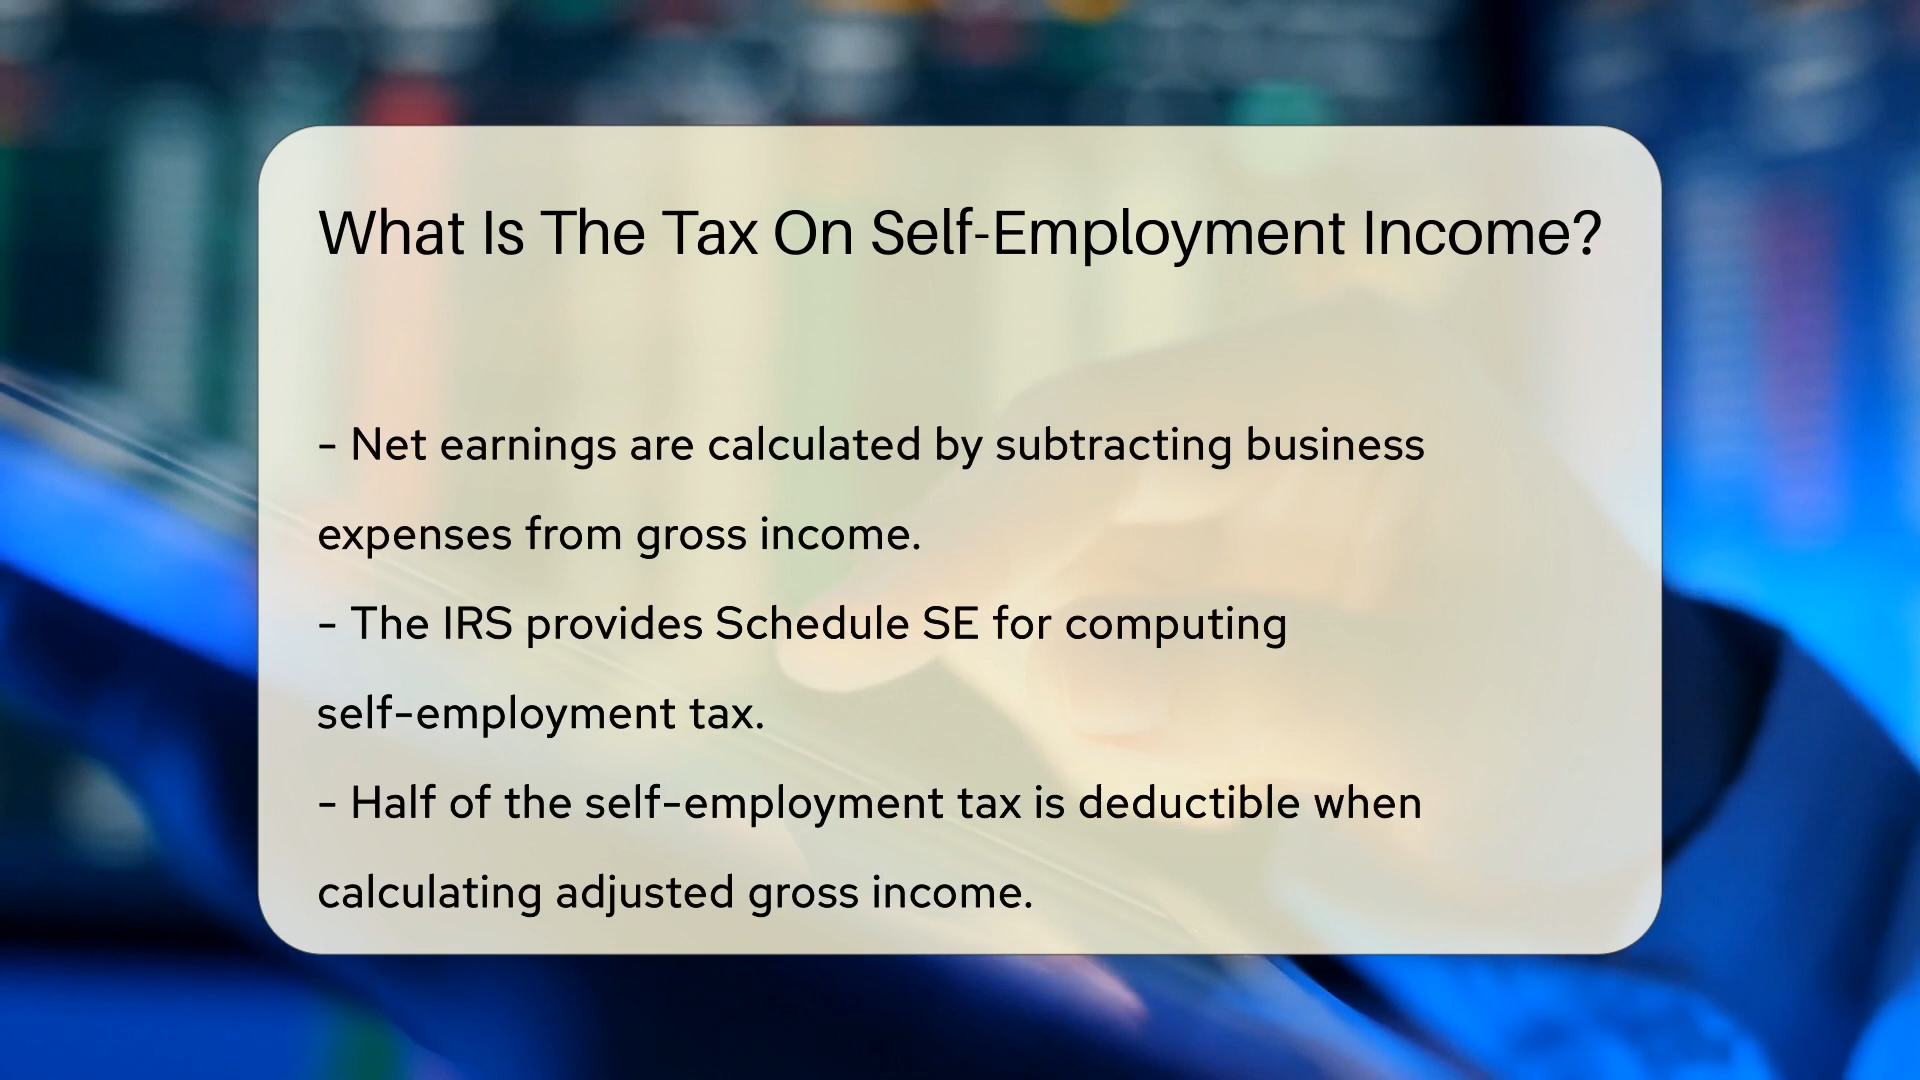 What Is The Tax On Self-Employment Income?
- Net earnings are calculated by subtracting business
expenses from gross income.
- The IRS provides Schedule SE for computing
self-employment tax.
- Half of the self-employment tax is deductible when
calculating adjusted gross income.